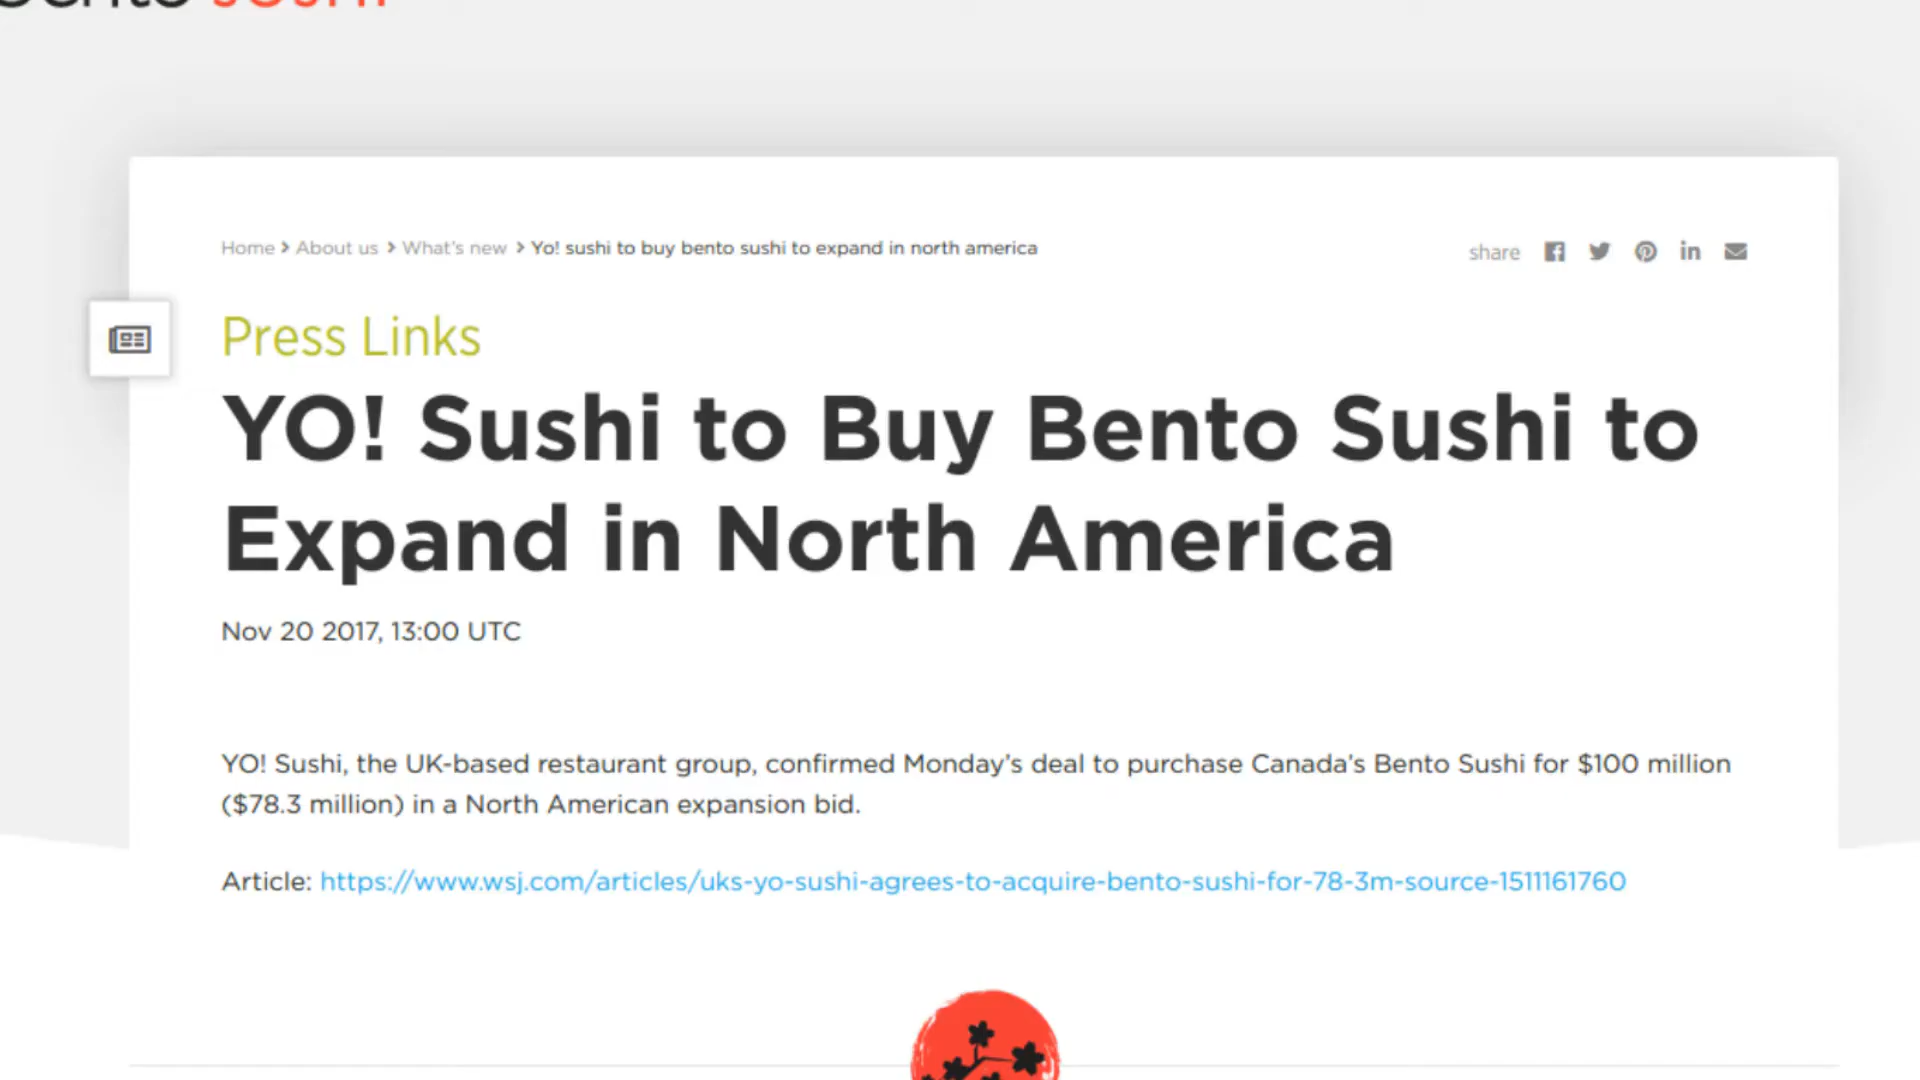 bento sushi
Home > About us > What's new > Yo! sushi to buy bento sushi to expand in north america
share
Press Links
YO! Sushi to Buy Bento Sushi to
Expand in North America
Nov 20 2017, 13:00 UTC
YO! Sushi, the UK-based restaurant group, confirmed Monday's deal to purchase Canada's Bento Sushi for $100 million
($78.3 million) in a North American expansion bid.
Article: https://www.wsj.com/articles/uks-yo-sushi-agrees-to-acquire-bento-sushi-for-78-3m-source-1511161760